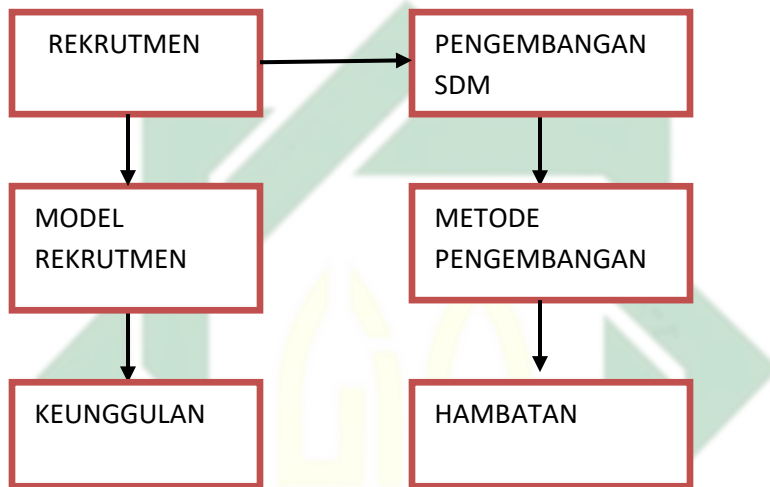 REKRUTMEN
PENGEMBANGAN
SDM
MODEL
REKRUTMEN
METODE
PENGEMBANGAN
KEUNGGULAN
HAMBATAN